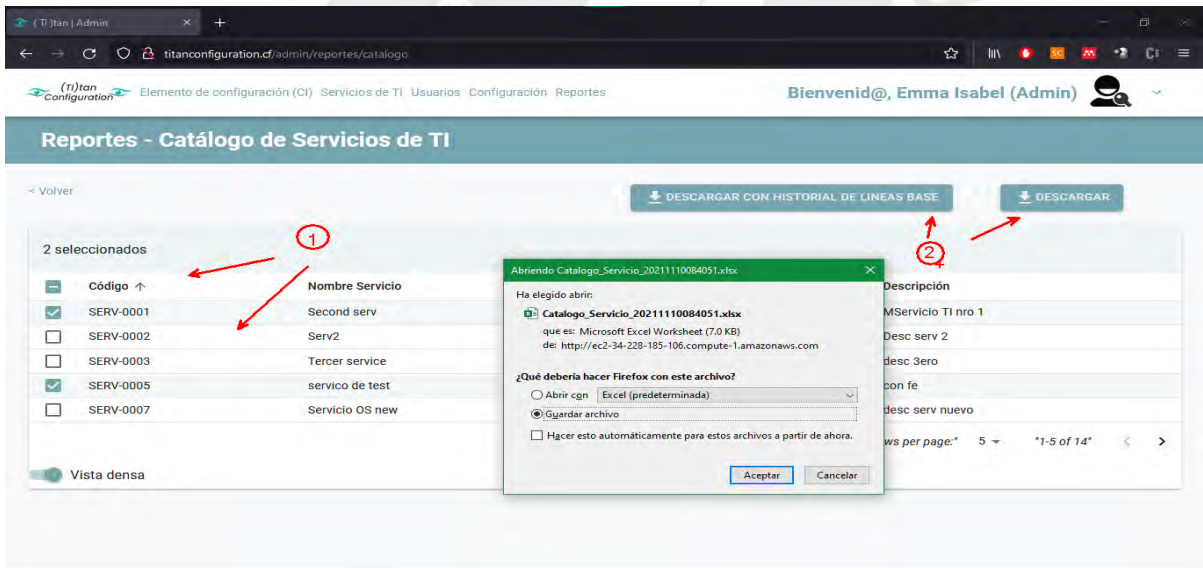 (TI)tan | Admin
titanconfiguration.cf/admin/reportes/catalogo
(TI)tan Configuration Elemento de configuración (CI) Servicios de TI Usuarios Configuración Reportes Bienvenid@, Emma Isabel (Admin)
Reportes - Catálogo de Servicios de TI
< Volver
DESCARGAR CON HISTORIAL DE LINEAS BASE DESCARGAR
2 seleccionados
1
2
Código ↑ Nombre Servicio Descripción
SERV-0001 Second serv MServicio TI nro 1
SERV-0002 Serv2 Desc serv 2
SERV-0003 Tercer service desc 3ero
SERV-0005 servico de test con fe
SERV-0007 Servicio OS new desc serv nuevo
ws per page:" 5 "1-5 of 14" < >
Vista densa
Abriendo Catalogo_Servicio_20211110084051.xlsx
Ha elegido abrir:
Catalogo_Servicio_20211110084051.xlsx
que es: Microsoft Excel Worksheet (7.0 KB)
de: http://ec2-34-228-185-106.compute-1.amazonaws.com
¿Qué debería hacer Firefox con este archivo?
Abrir con Excel (predeterminada)
Guardar archivo
Hacer esto automáticamente para estos archivos a partir de ahora.
Aceptar Cancelar